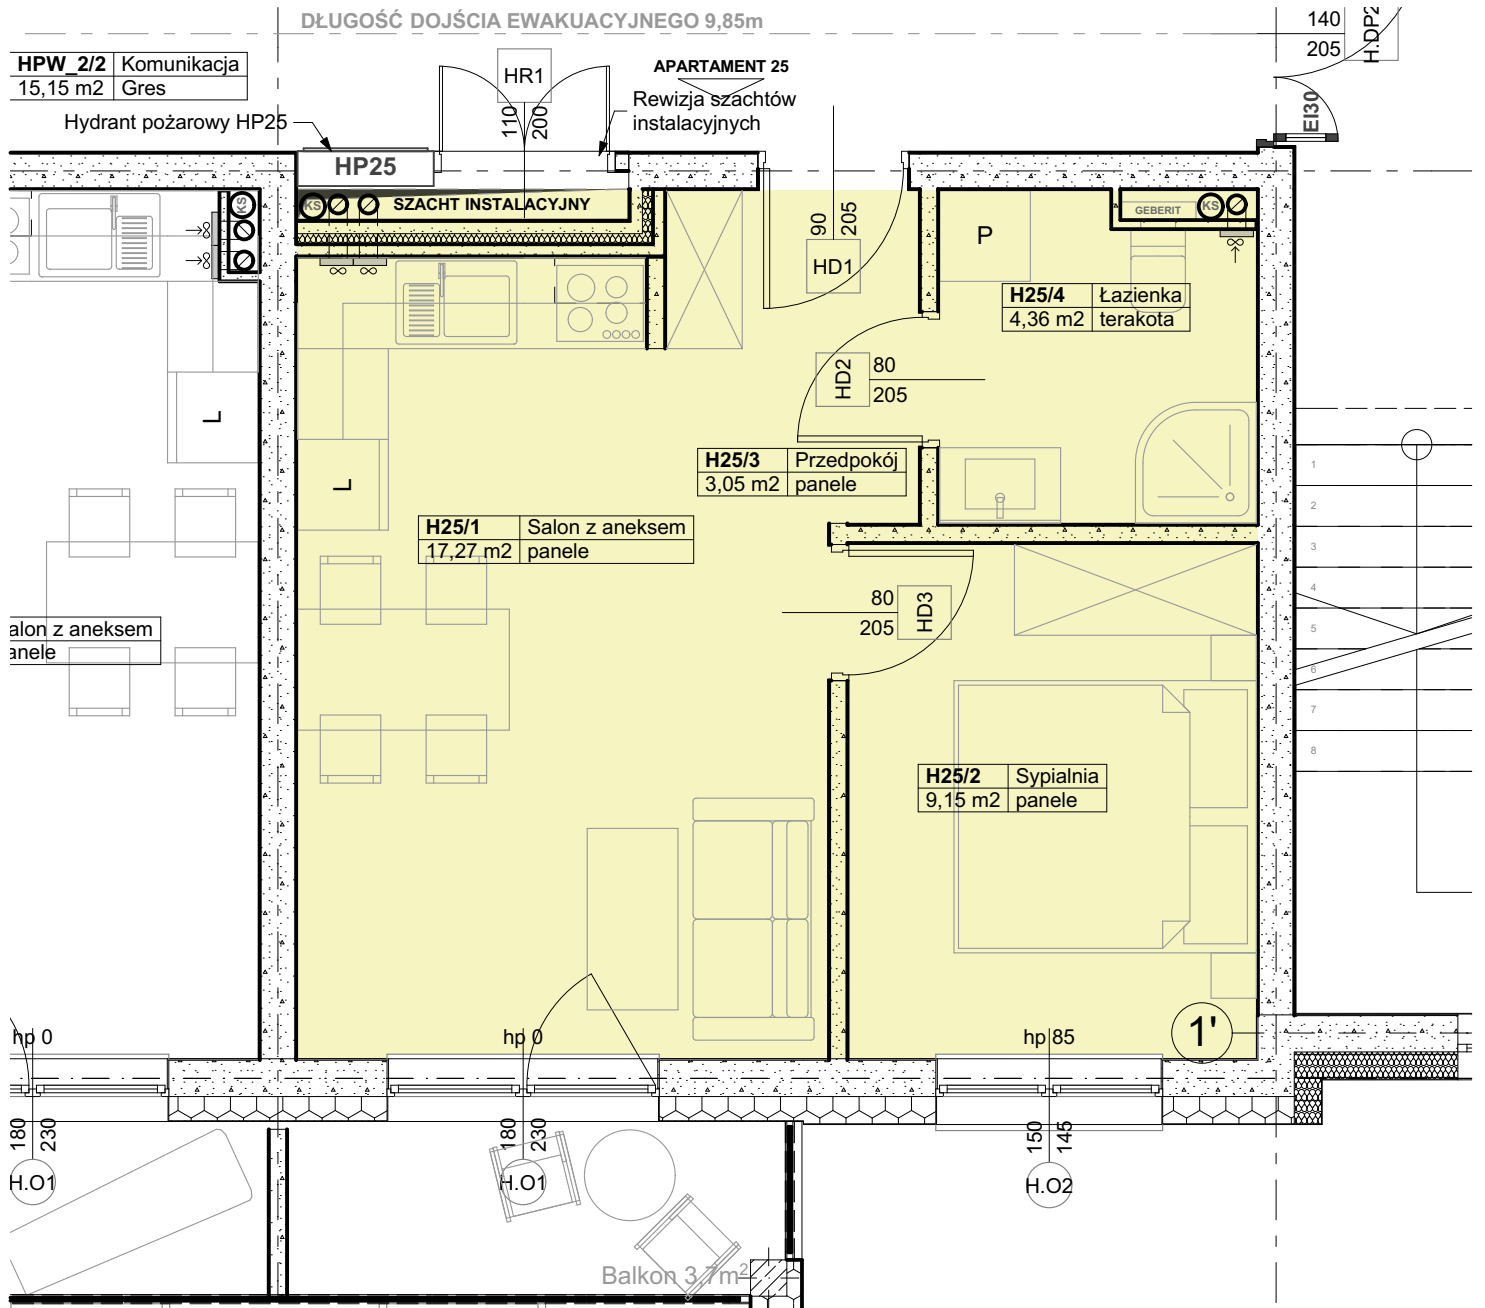 DŁUGOŚĆ DOJŚCIA EWAKUACYJNEGO 9,85m
140
205
H.DP2
HPW_2/2 Komunikacja
15,15 m2 Gres
HR1
110
200
APARTAMENT 25
Rewizja szachtów
instalacyjnych
Hydrant pożarowy HP25
EI30
HP25
KS
KS
SZACHT INSTALACYJNY
90
205
HD1
P
GEBERIT
KS
H25/4 Łazienka
4,36 m2 terakota
HD2
80
205
L
L
H25/3 Przedpokój
3,05 m2 panele
H25/1 Salon z aneksem
17,27 m2 panele
80
205
HD3
alon z aneksem
anele
1
2
3
4
5
6
7
8
H25/2 Sypialnia
9,15 m2 panele
hp 0
hp 0
hp 85
1'
180
230
H.O1
180
230
H.O1
150
145
H.O2
Balkon 3,7m²